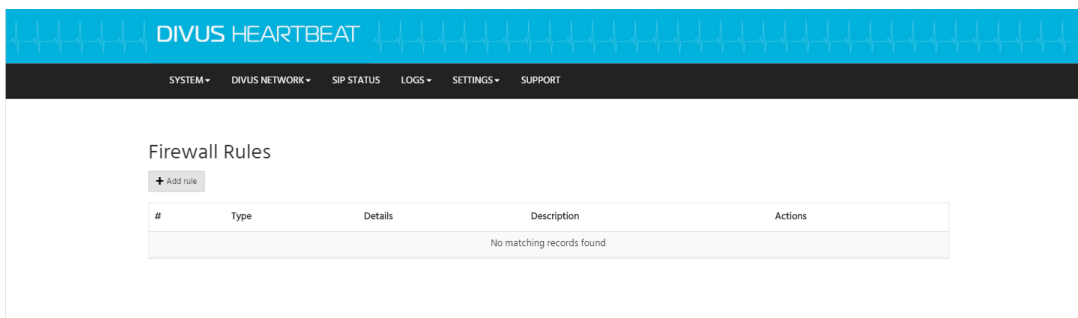 DIVUS HEARTBEAT
SYSTEM DIVUS NETWORK SIP STATUS LOGS SETTINGS SUPPORT
Firewall Rules
+ Add rule
# Type Details Description Actions
No matching records found